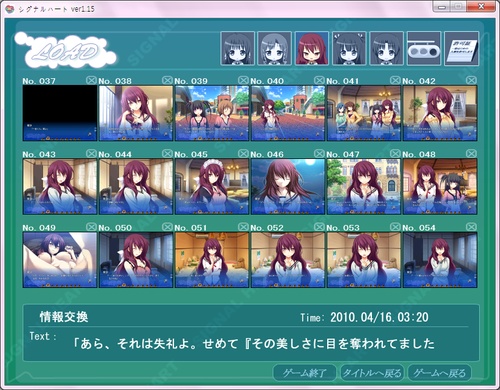 シグナルハート ver1.15
LOAD
No. 037
No. 038
No. 039
No. 040
No. 041
No. 042
No. 043
No. 044
No. 045
No. 046
No. 047
No. 048
No. 049
No. 050
No. 051
No. 052
No. 053
No. 054
情報交換
Time: 2010.04/16.03:20
Text :
「あら、それは失礼よ。せめて『その美しさに目を奪われてました
ゲーム終了
タイトルへ戻る
ゲームへ戻る